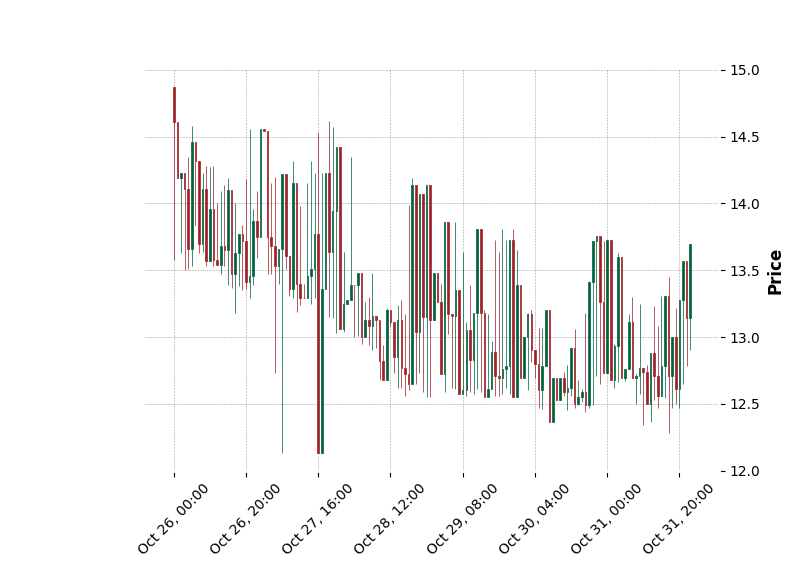 15.0
14.5
14.0
13.5
13.0
12.5
12.0
Price
Oct 26, 00:00
Oct 26, 20:00
Oct 27, 16:00
Oct 28, 12:00
Oct 29, 08:00
Oct 30, 04:00
Oct 31, 00:00
Oct 31, 20:00